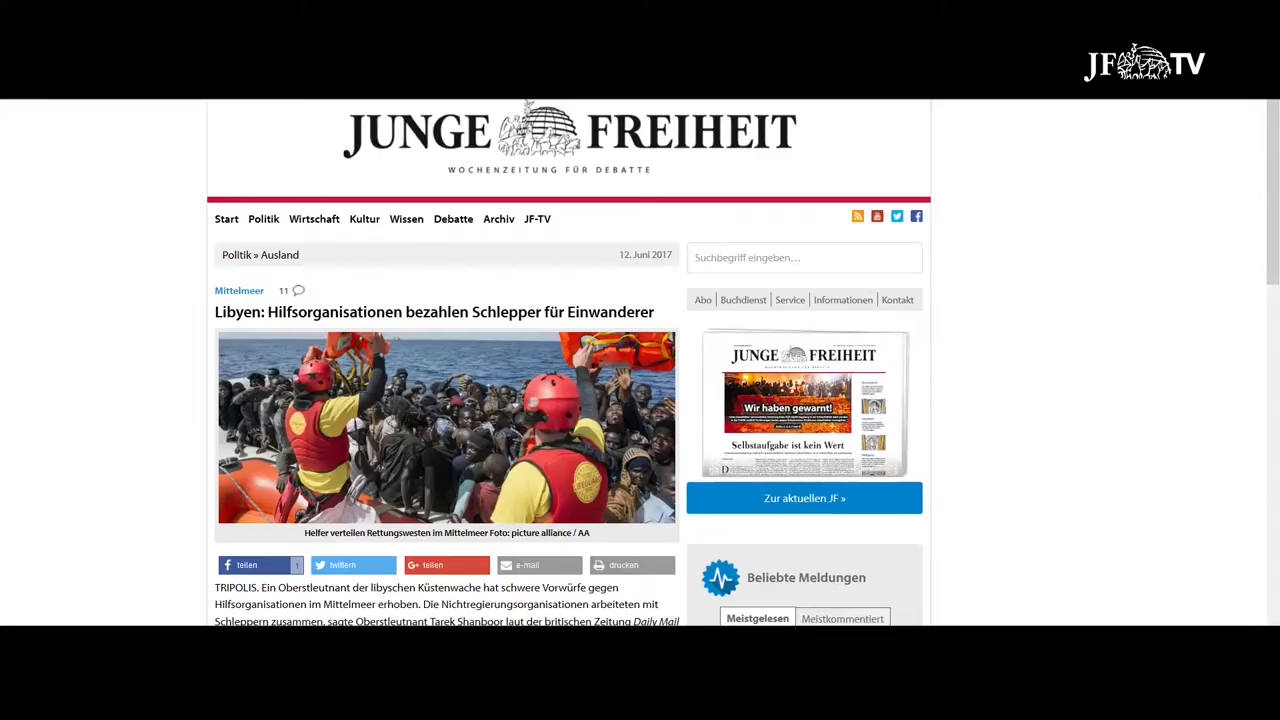 JF TV
JUNGE FREIHEIT
WOCHENZEITUNG FÜR DEBATTE
Start Politik Wirtschaft Kultur Wissen Debatte Archiv JF-TV
Politik » Ausland 12. Juni 2017
Suchbegriff eingeben...
Mittelmeer 11
Abo Buchdienst Service Informationen Kontakt
Libyen: Hilfsorganisationen bezahlen Schlepper für Einwanderer
JUNGE FREIHEIT
Wir haben gewarnt!
Selbstaufgabe ist kein Wert
Zur aktuellen JF »
Helfer verteilen Rettungswesten im Mittelmeer Foto: picture alliance / AA
teilen 1 twittern teilen e-mail drucken
Beliebte Meldungen
Meistgelesen Meistkommentiert
TRIPOLIS. Ein Oberstleutnant der libyschen Küstenwache hat schwere Vorwürfe gegen
Hilfsorganisationen im Mittelmeer erhoben. Die Nichtregierungsorganisationen arbeiteten mit
Schleppern zusammen, sagte Oberstleutnant Tarek Shanboor laut der britischen Zeitung Daily Mail